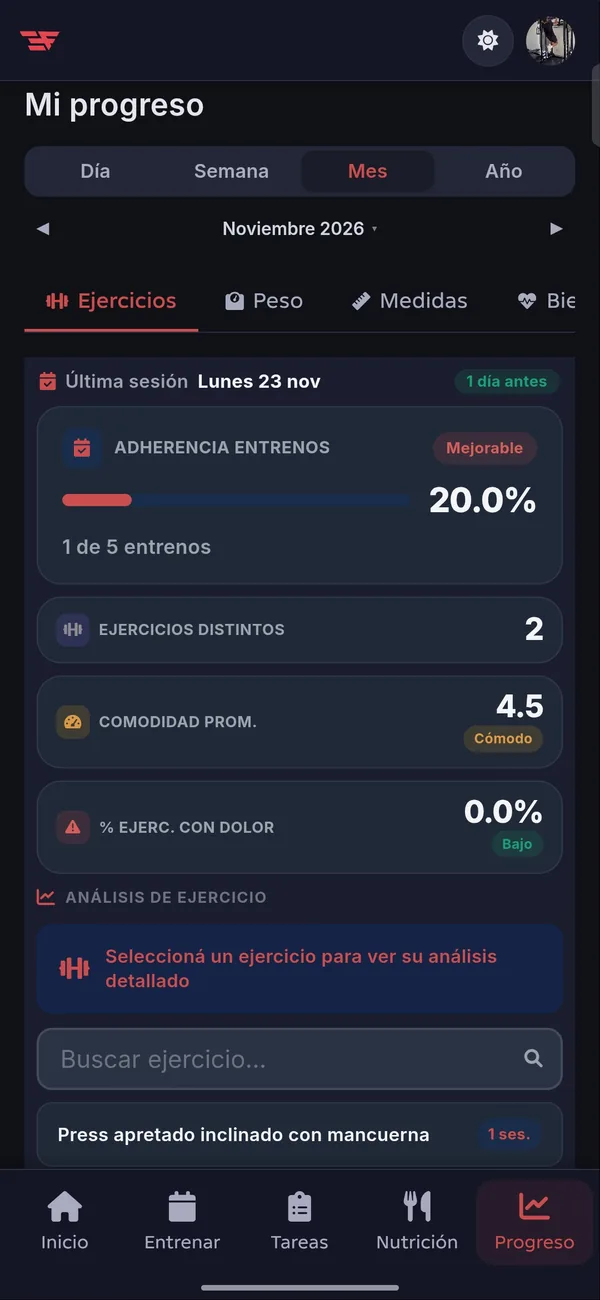 Mi progreso
Día Semana Mes Año
◀ Noviembre 2026 ▾ ▶
Ejercicios Peso Medidas Bie
Última sesión Lunes 23 nov 1 día antes
ADHERENCIA ENTRENOS Mejorable
20.0%
1 de 5 entrenos
EJERCICIOS DISTINTOS 2
COMODIDAD PROM. 4.5
Cómodo
% EJERC. CON DOLOR 0.0%
Bajo
ANÁLISIS DE EJERCICIO
Seleccioná un ejercicio para ver su análisis
detallado
Buscar ejercicio...
Press apretado inclinado con mancuerna 1 ses.
Inicio Entrenar Tareas Nutrición Progreso